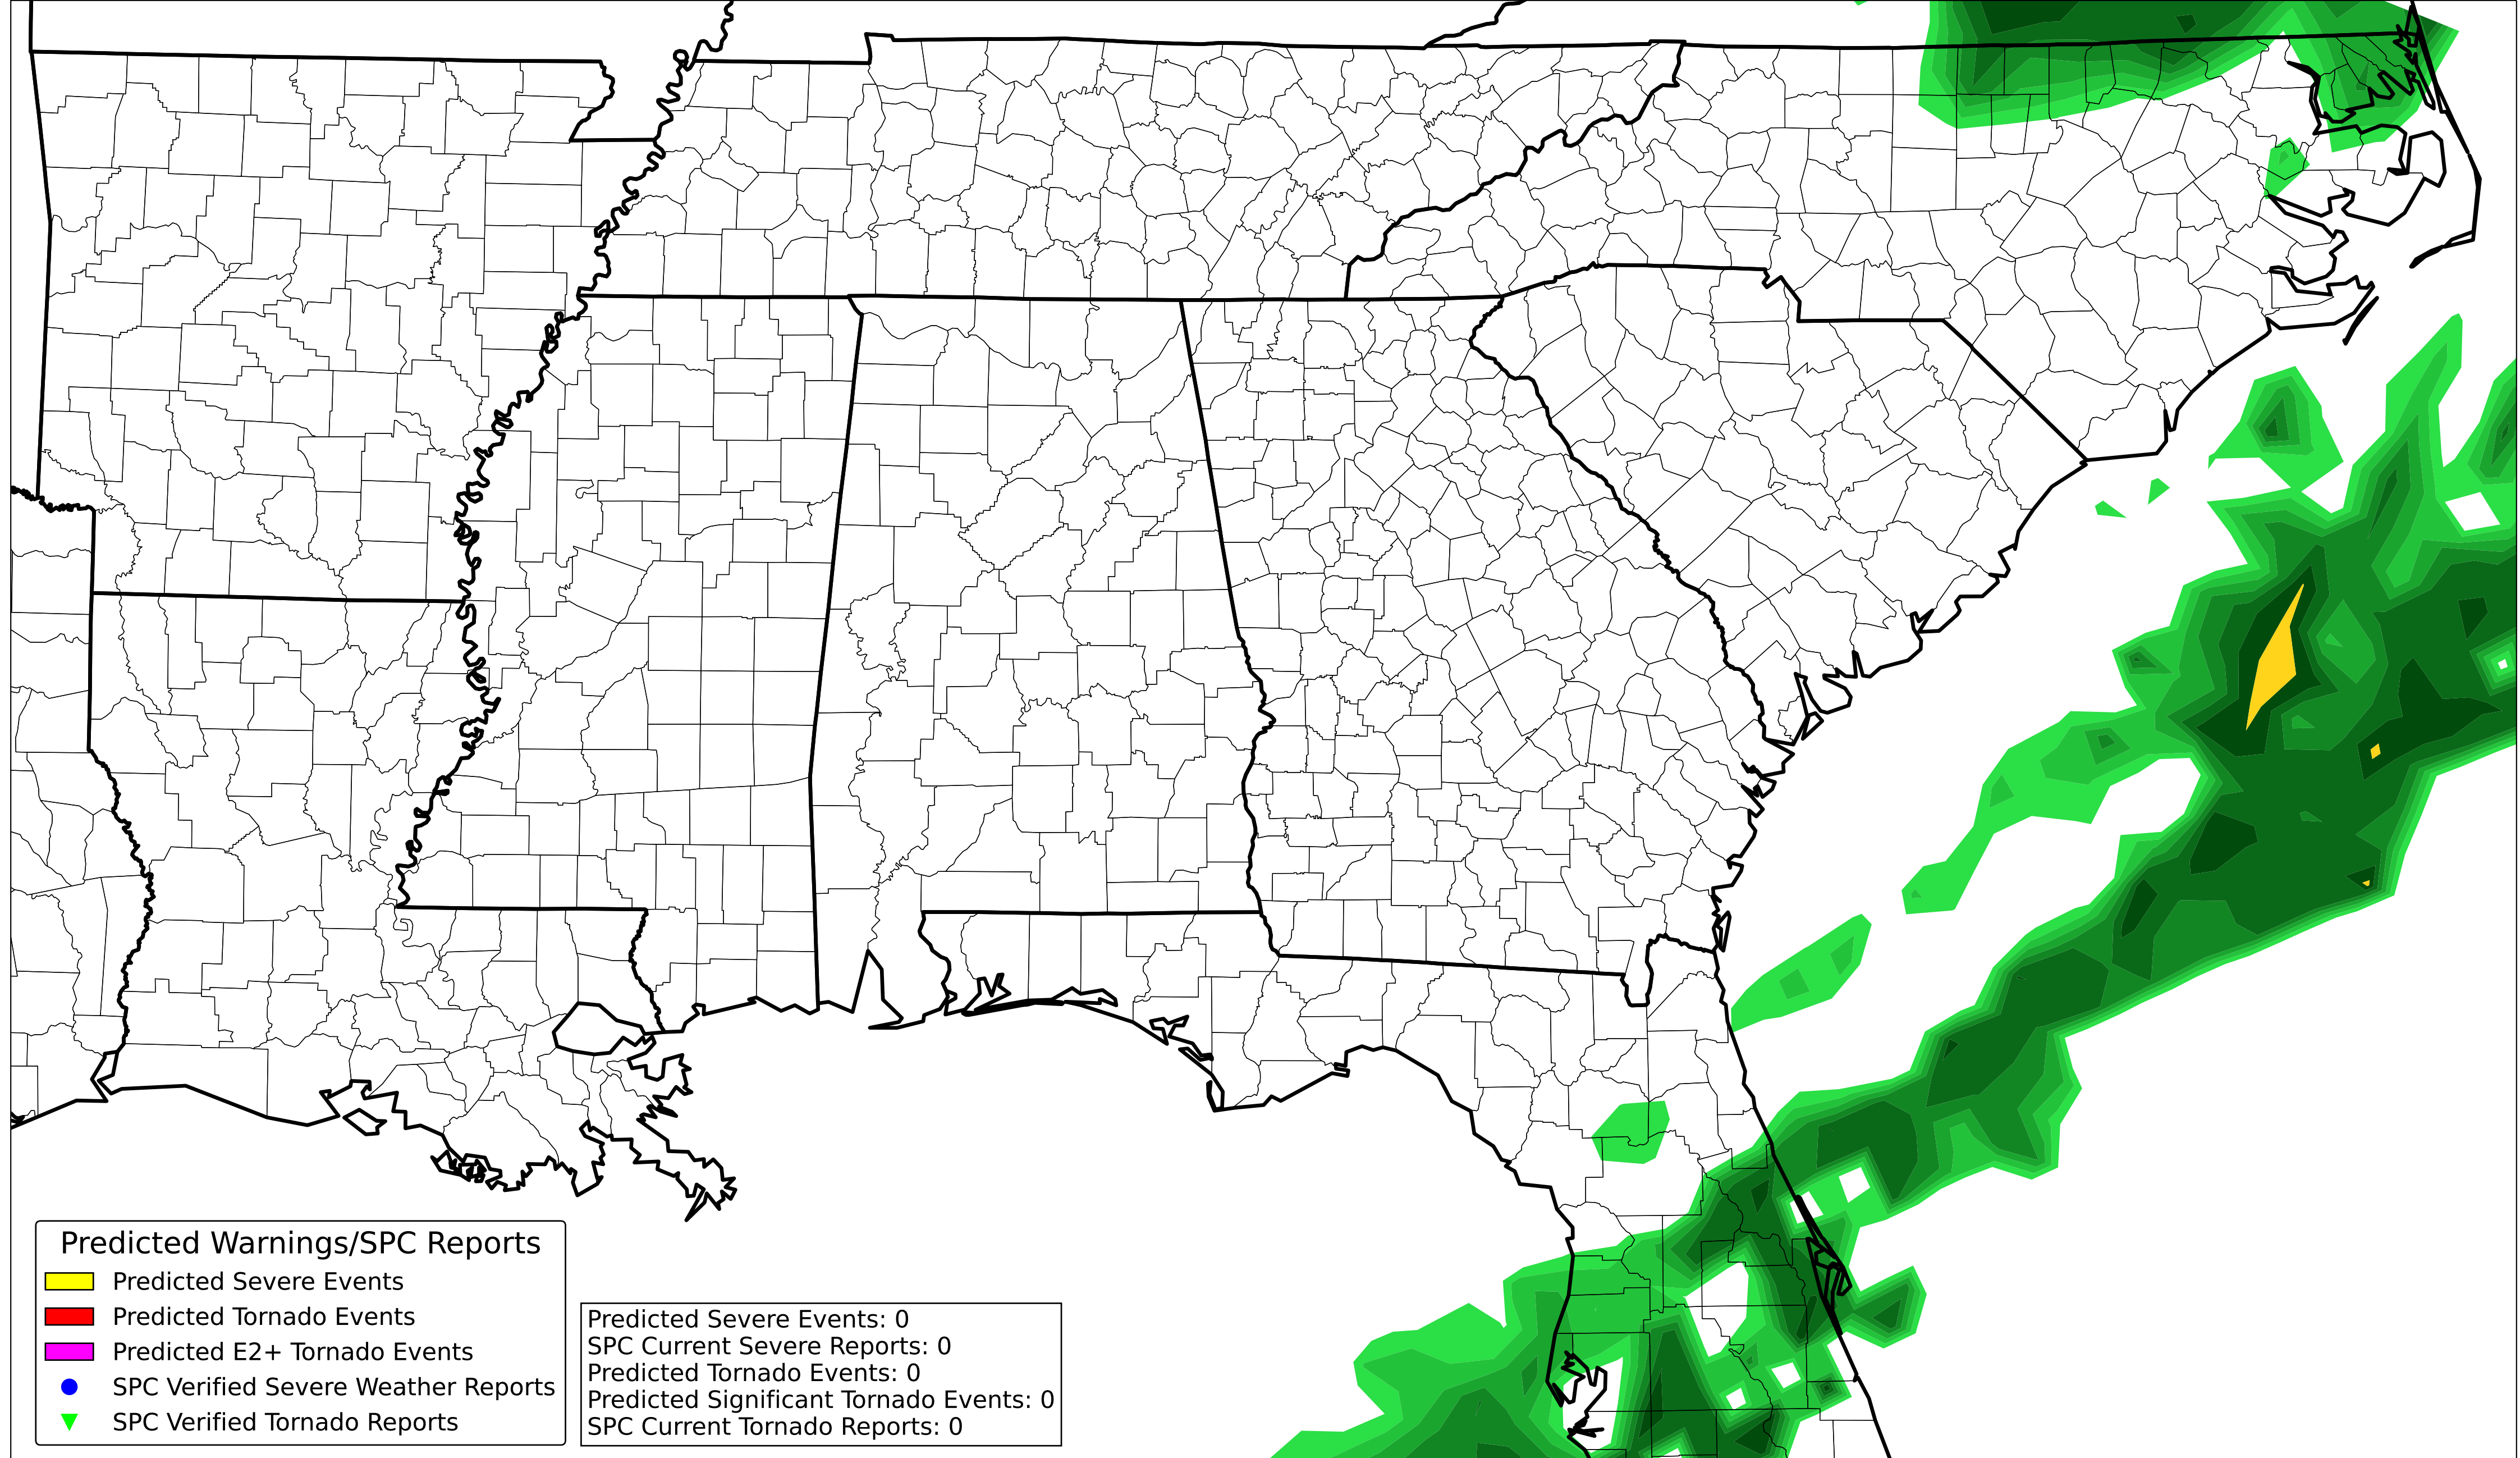 Predicted Warnings/SPC Reports
Predicted Severe Events
Predicted Tornado Events
Predicted E2+ Tornado Events
SPC Verified Severe Weather Reports
SPC Verified Tornado Reports
Predicted Severe Events: 0
SPC Current Severe Reports: 0
Predicted Tornado Events: 0
Predicted Significant Tornado Events: 0
SPC Current Tornado Reports: 0